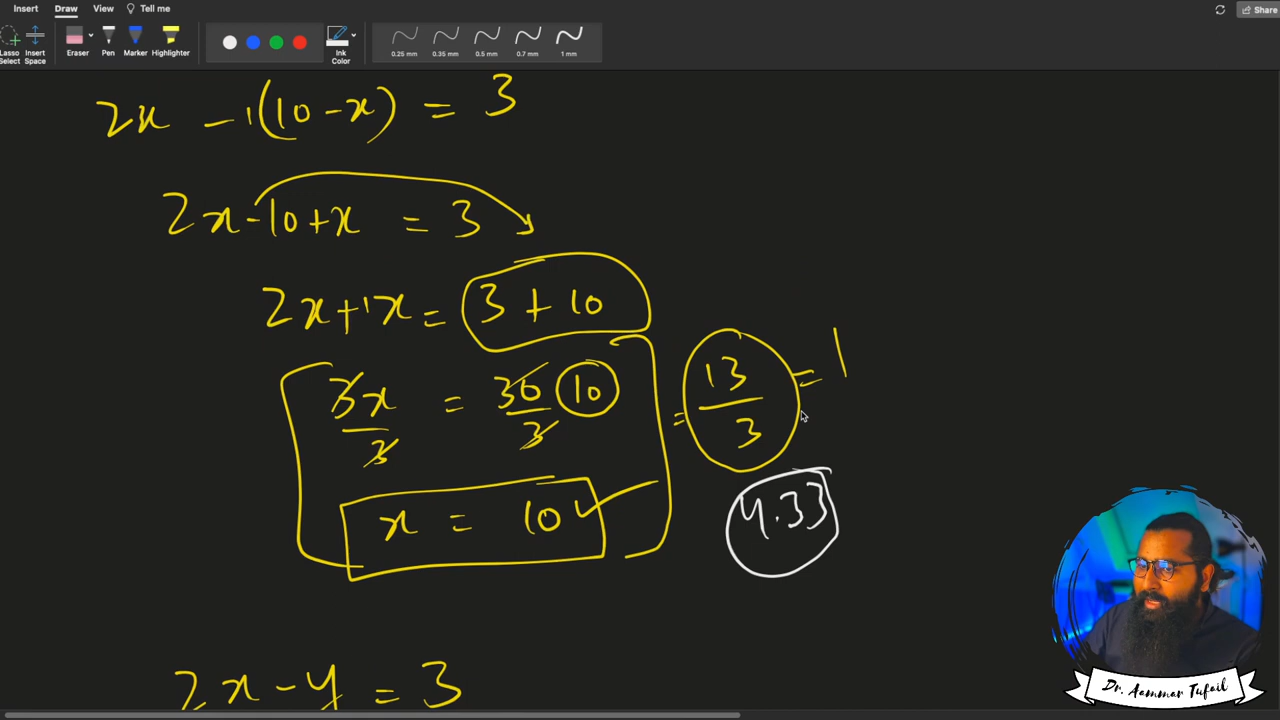 Insert Draw View Tell me Share
Lasso Select Insert Space Eraser Pen Marker Highlighter Ink Color 0.25 mm 0.35 mm 0.5 mm 0.7 mm 1 mm
2x - 1(10 - x) = 3
2x - 10 + x = 3
2x + 1x = 3 + 10
3x/3 = 30/3 10 = 13/3 = 1
x = 10
4.33
2x - y = 3
Dr. Aammar Tufail